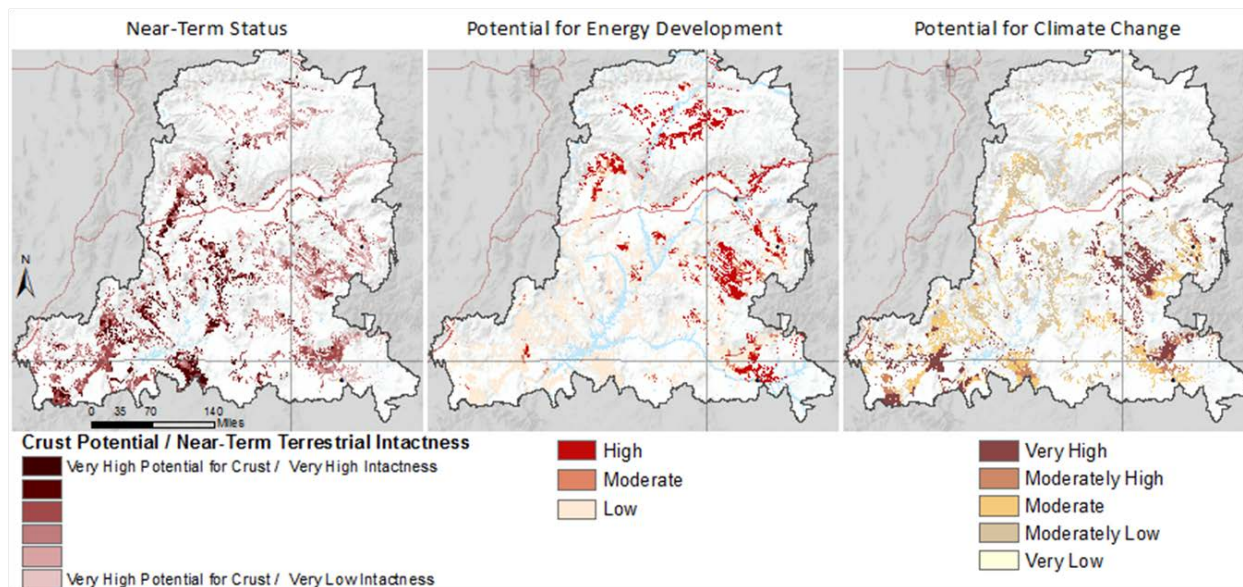 Near-Term Status
Potential for Energy Development
Potential for Climate Change
N
0 35 70 140
Miles
Crust Potential / Near-Term Terrestrial Intactness
Very High Potential for Crust / Very High Intactness
Very High Potential for Crust / Very Low Intactness
High
Moderate
Low
Very High
Moderately High
Moderate
Moderately Low
Very Low